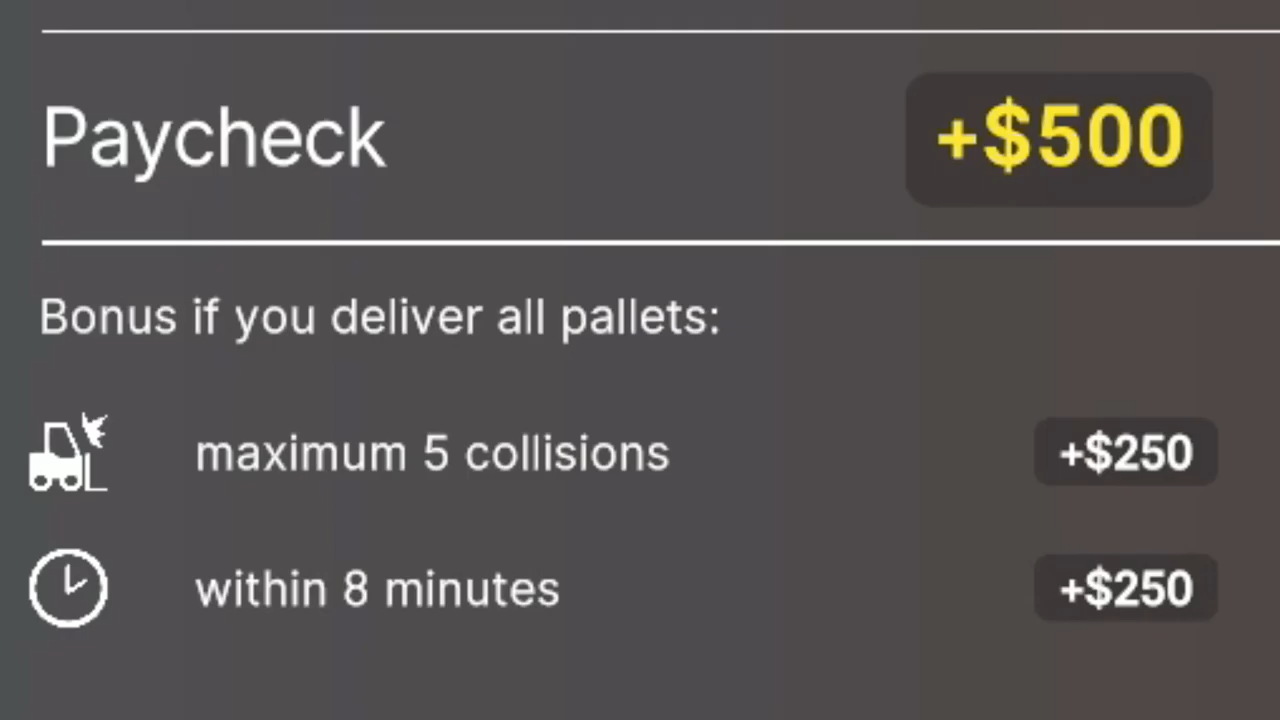 Paycheck +$500
Bonus if you deliver all pallets:
maximum 5 collisions +$250
within 8 minutes +$250